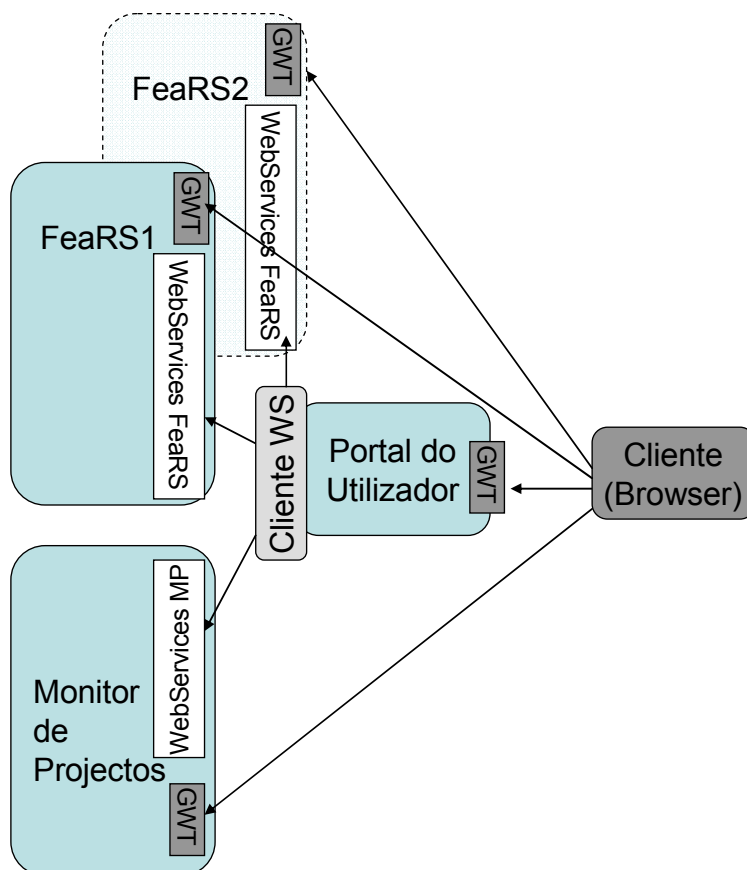 GWT
FeaRS2
WebServices FeaRS
GWT
FeaRS1
WebServices FeaRS
Cliente WS
Portal do
Utilizador
GWT
Cliente
(Browser)
WebServices MP
Monitor
de
Projectos
GWT